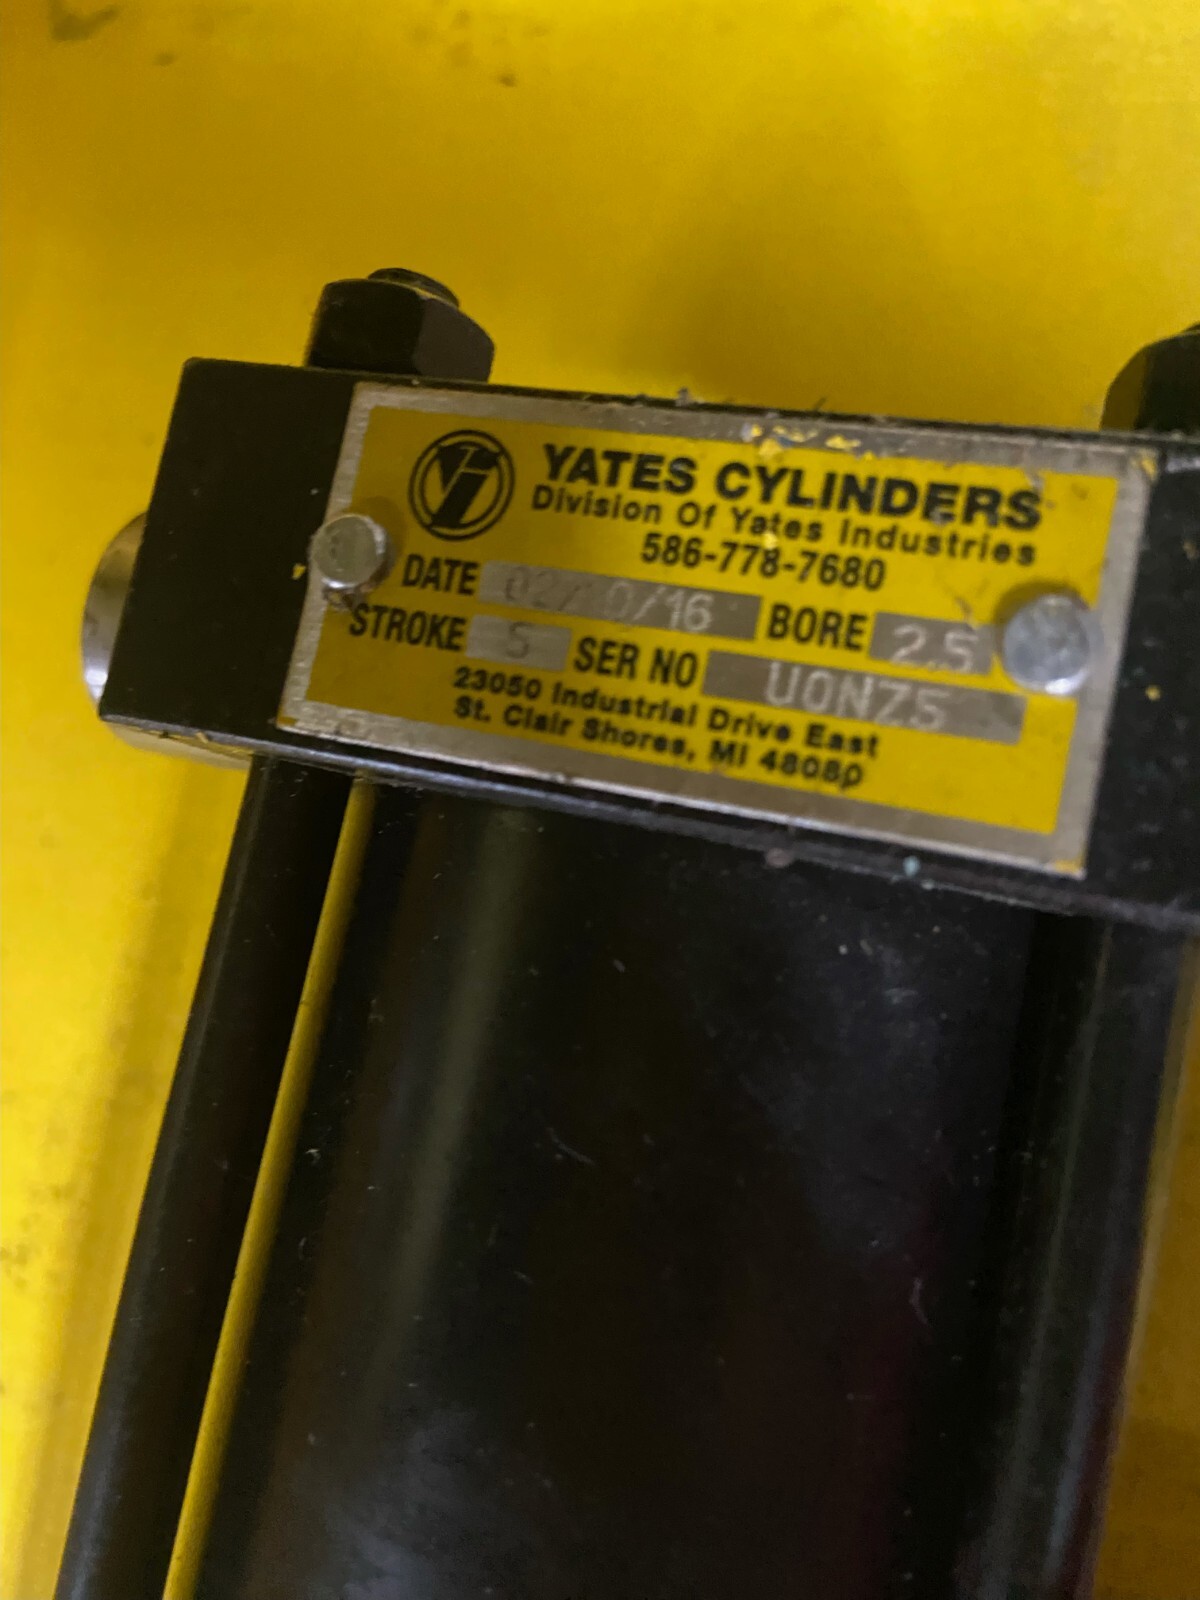 YATES CYLINDERS
Division Of Yates Industries
586-778-7680
DATE BORE 2.5
STROKE 5 SER NO U0NZ5
23050 Industrial Drive East
St. Clair Shores, MI 48080